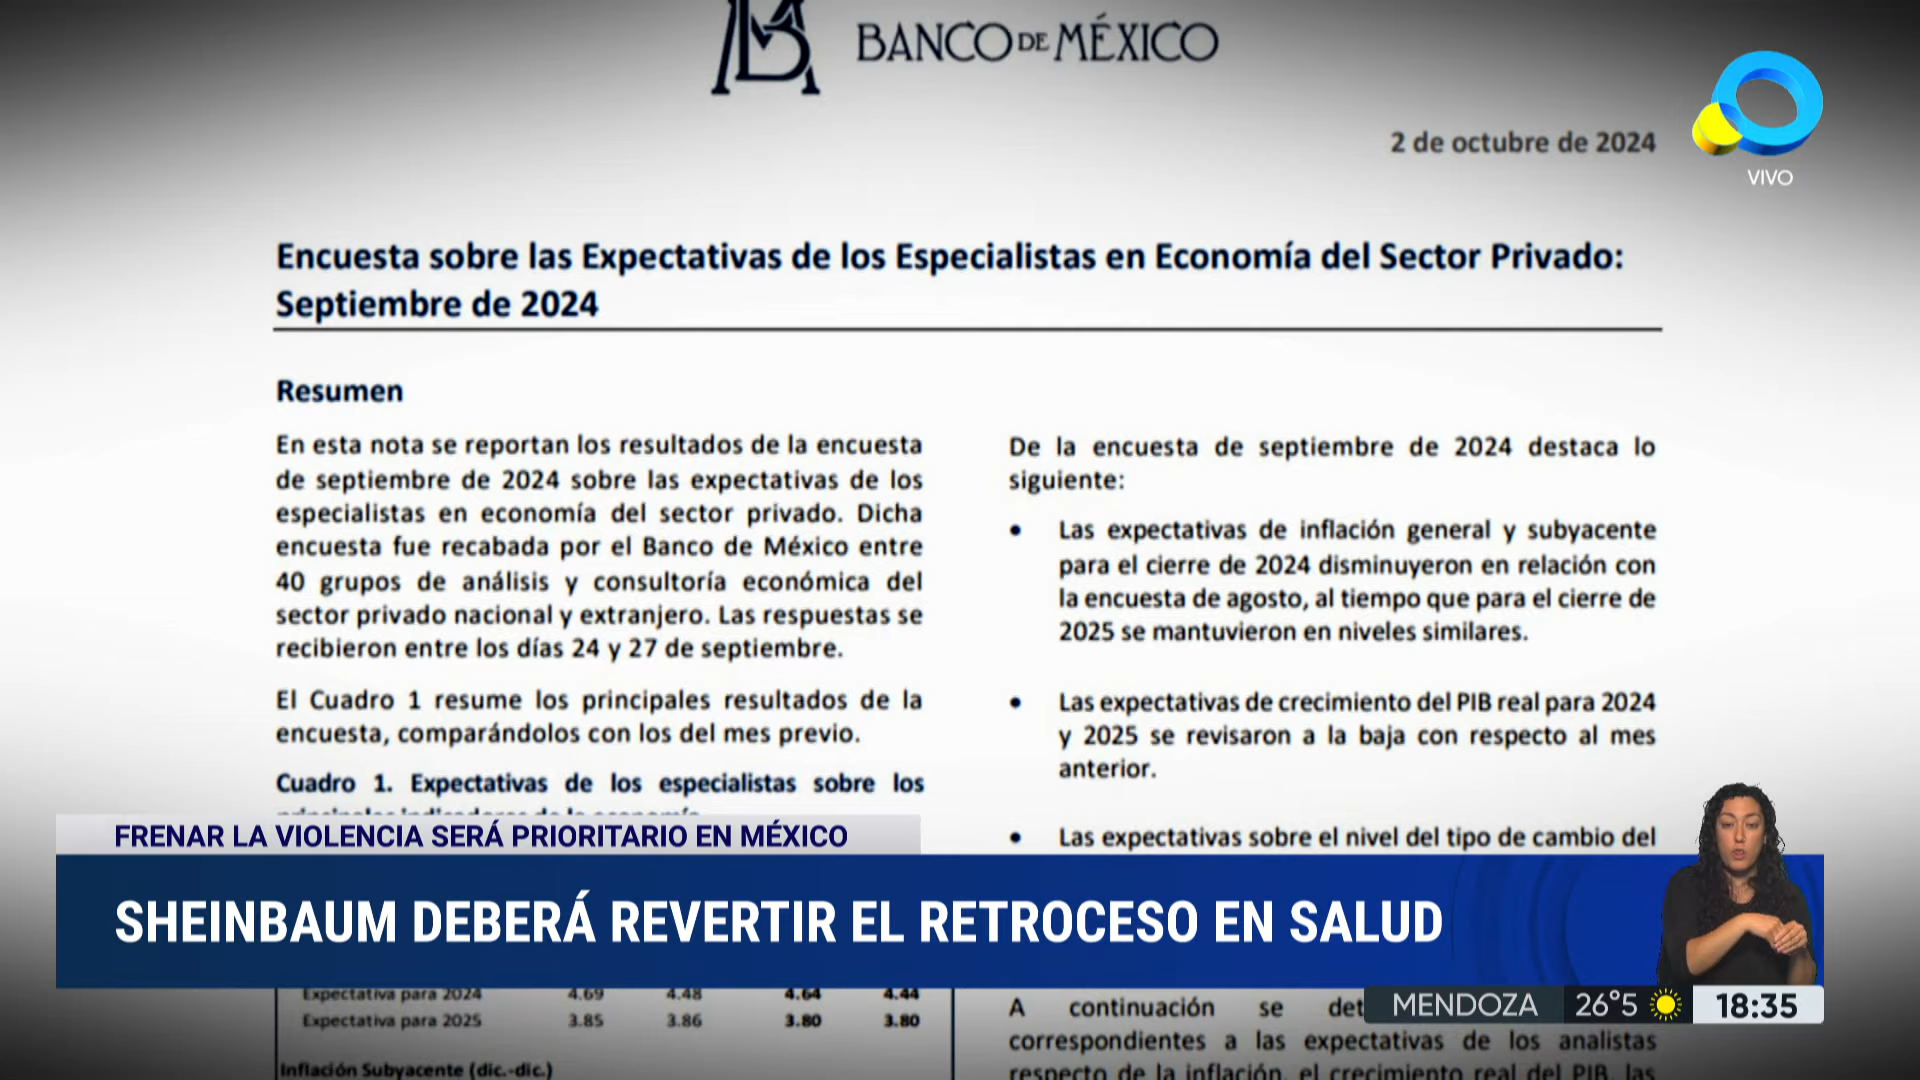 BANCO DE MÉXICO
2 de octubre de 2024
VIVO
Encuesta sobre las Expectativas de los Especialistas en Economía del Sector Privado:
Septiembre de 2024
Resumen
En esta nota se reportan los resultados de la encuesta
de septiembre de 2024 sobre las expectativas de los
especialistas en economía del sector privado. Dicha
encuesta fue recabada por el Banco de México entre
40 grupos de análisis y consultoría económica del
sector privado nacional y extranjero. Las respuestas se
recibieron entre los días 24 y 27 de septiembre.
El Cuadro 1 resume los principales resultados de la
encuesta, comparándolos con los del mes previo.
Cuadro 1. Expectativas de los especialistas sobre los
De la encuesta de septiembre de 2024 destaca lo
siguiente:
• Las expectativas de inflación general y subyacente
para el cierre de 2024 disminuyeron en relación con
la encuesta de agosto, al tiempo que para el cierre de
2025 se mantuvieron en niveles similares.
• Las expectativas de crecimiento del PIB real para 2024
y 2025 se revisaron a la baja con respecto al mes
anterior.
• Las expectativas sobre el nivel del tipo de cambio del
FRENAR LA VIOLENCIA SERÁ PRIORITARIO EN MÉXICO
SHEINBAUM DEBERÁ REVERTIR EL RETROCESO EN SALUD
Expectativa para 2024 4.69 4.48 4.64 4.44
Expectativa para 2025 3.85 3.86 3.80 3.80
Inflación Subyacente (dic.-dic.)
A continuación se det
correspondientes a las expectativas de los analistas
respecto de la inflación, el crecimiento real del PIB, las
MENDOZA 26°5 18:35